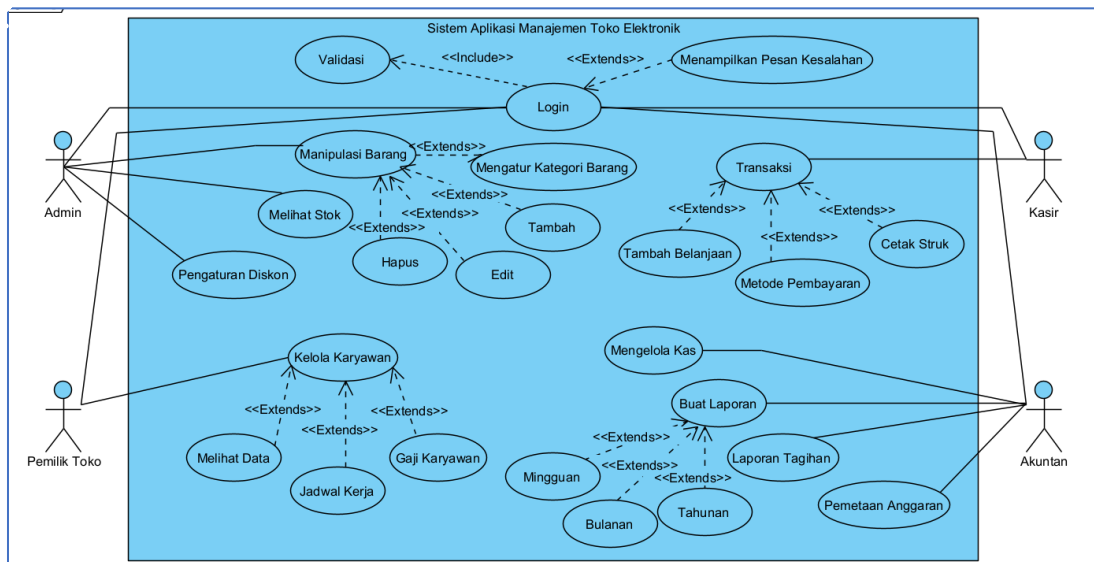 Sistem Aplikasi Manajemen Toko Elektronik
Validasi
<<Include>>
<<Extends>>
Menampilkan Pesan Kesalahan
Login
Admin
Manipulasi Barang
<<Extends>>
Mengatur Kategori Barang
Melihat Stok
<<Extends>>
Tambah
<<Extends>>
Hapus
Edit
Pengaturan Diskon
Transaksi
Kasir
<<Extends>>
<<Extends>>
<<Extends>>
Tambah Belanjaan
Metode Pembayaran
Cetak Struk
Kelola Karyawan
<<Extends>>
<<Extends>>
<<Extends>>
Melihat Data
Jadwal Kerja
Gaji Karyawan
Pemilik Toko
Mengelola Kas
Buat Laporan
<<Extends>>
<<Extends>>
<<Extends>>
Mingguan
Bulanan
Tahunan
Laporan Tagihan
Pemetaan Anggaran
Akuntan